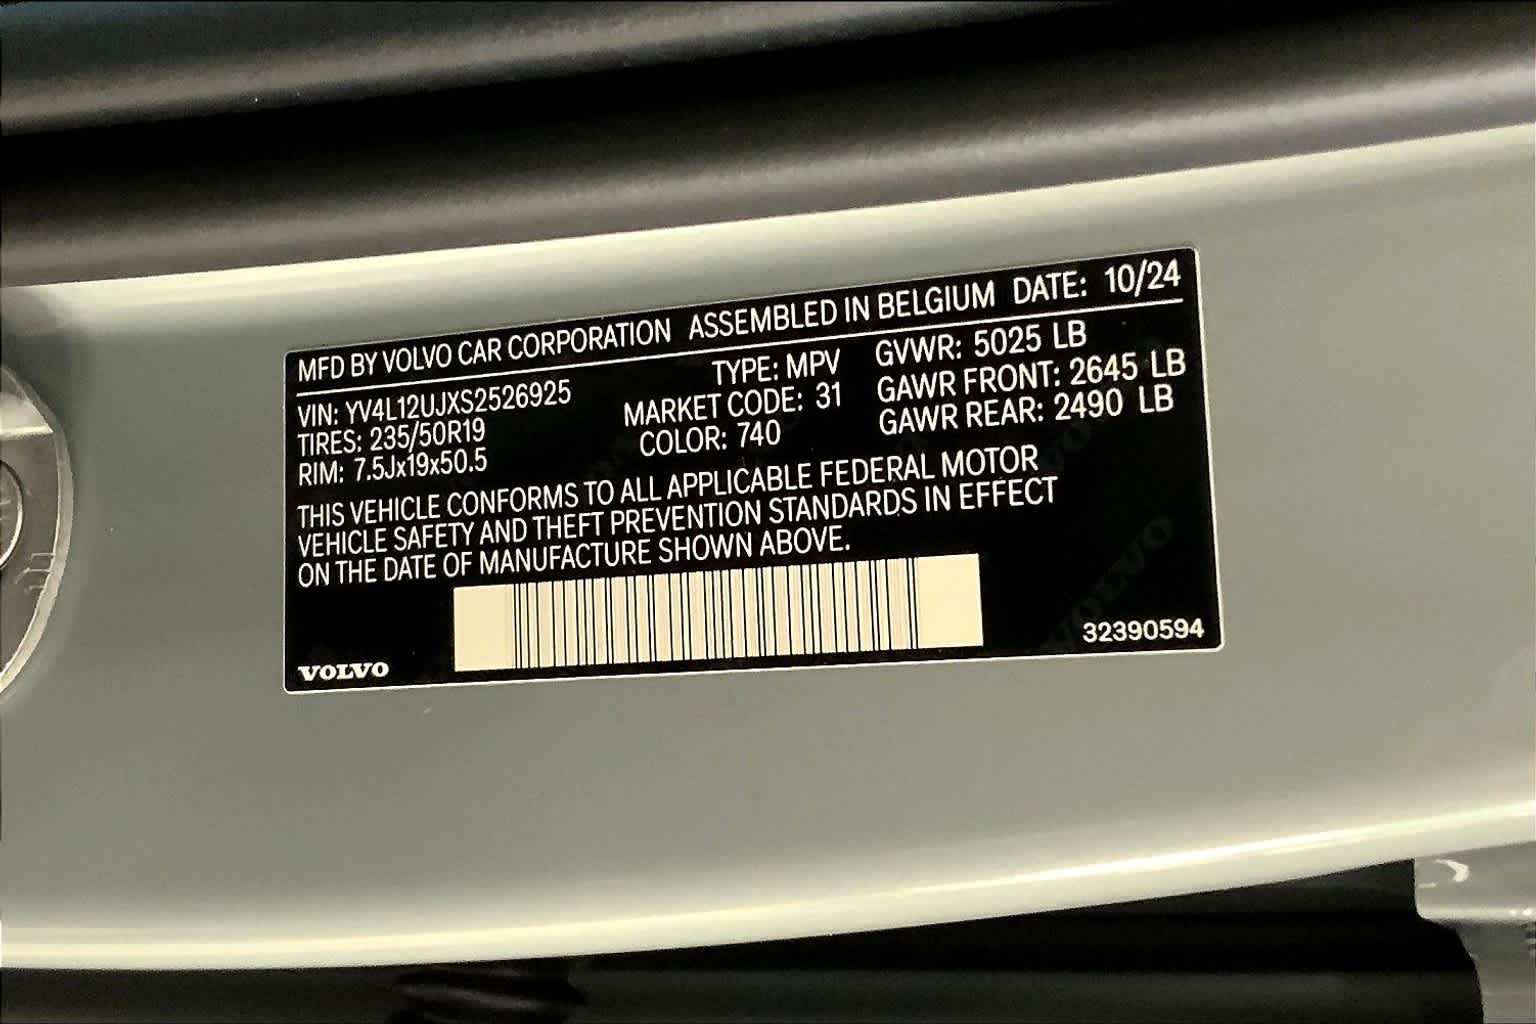 MFD BY VOLVO CAR CORPORATION ASSEMBLED IN BELGIUM DATE: 10/24
VIN: YV4L12UJXS2526925 TYPE: MPV GVWR: 5025 LB
TIRES: 235/50R19 MARKET CODE: 31 GAWR FRONT: 2645 LB
RIM: 7.5Jx19x50.5 COLOR: 740 GAWR REAR: 2490 LB
THIS VEHICLE CONFORMS TO ALL APPLICABLE FEDERAL MOTOR
VEHICLE SAFETY AND THEFT PREVENTION STANDARDS IN EFFECT
ON THE DATE OF MANUFACTURE SHOWN ABOVE.
VOLVO
VOLVO 32390594